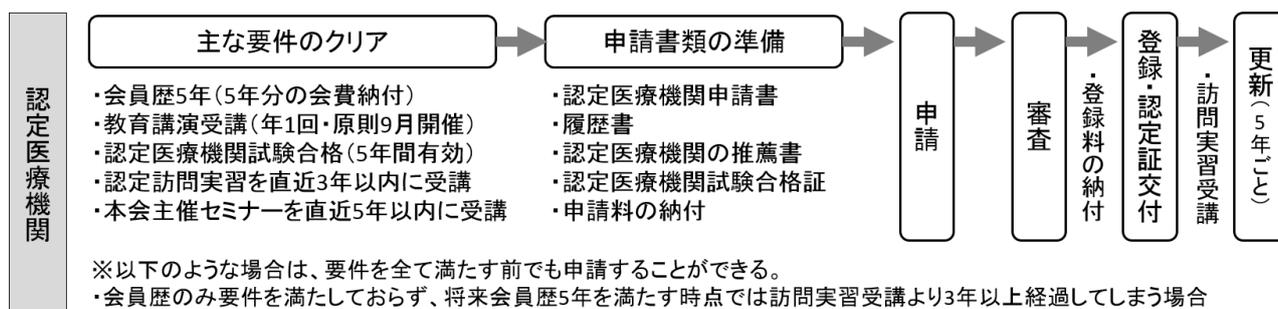 認定医療機関
主な要件のクリア
・会員歴5年(5年分の会費納付)
・教育講演受講(年1回・原則9月開催)
・認定医療機関試験合格(5年間有効)
・認定訪問実習を直近3年以内に受講
・本会主催セミナーを直近5年以内に受講
申請書類の準備
・認定医療機関申請書
・履歴書
・認定医療機関の推薦書
・認定医療機関試験合格証
・申請料の納付
申請
審査
・登録料の納付
登録・認定証交付
・訪問実習受講
更新(5年ごと)
※以下のような場合は、要件を全て満たす前でも申請することができる。
・会員歴のみ要件を満たしておらず、将来会員歴5年を満たす時点では訪問実習受講より3年以上経過してしまう場合